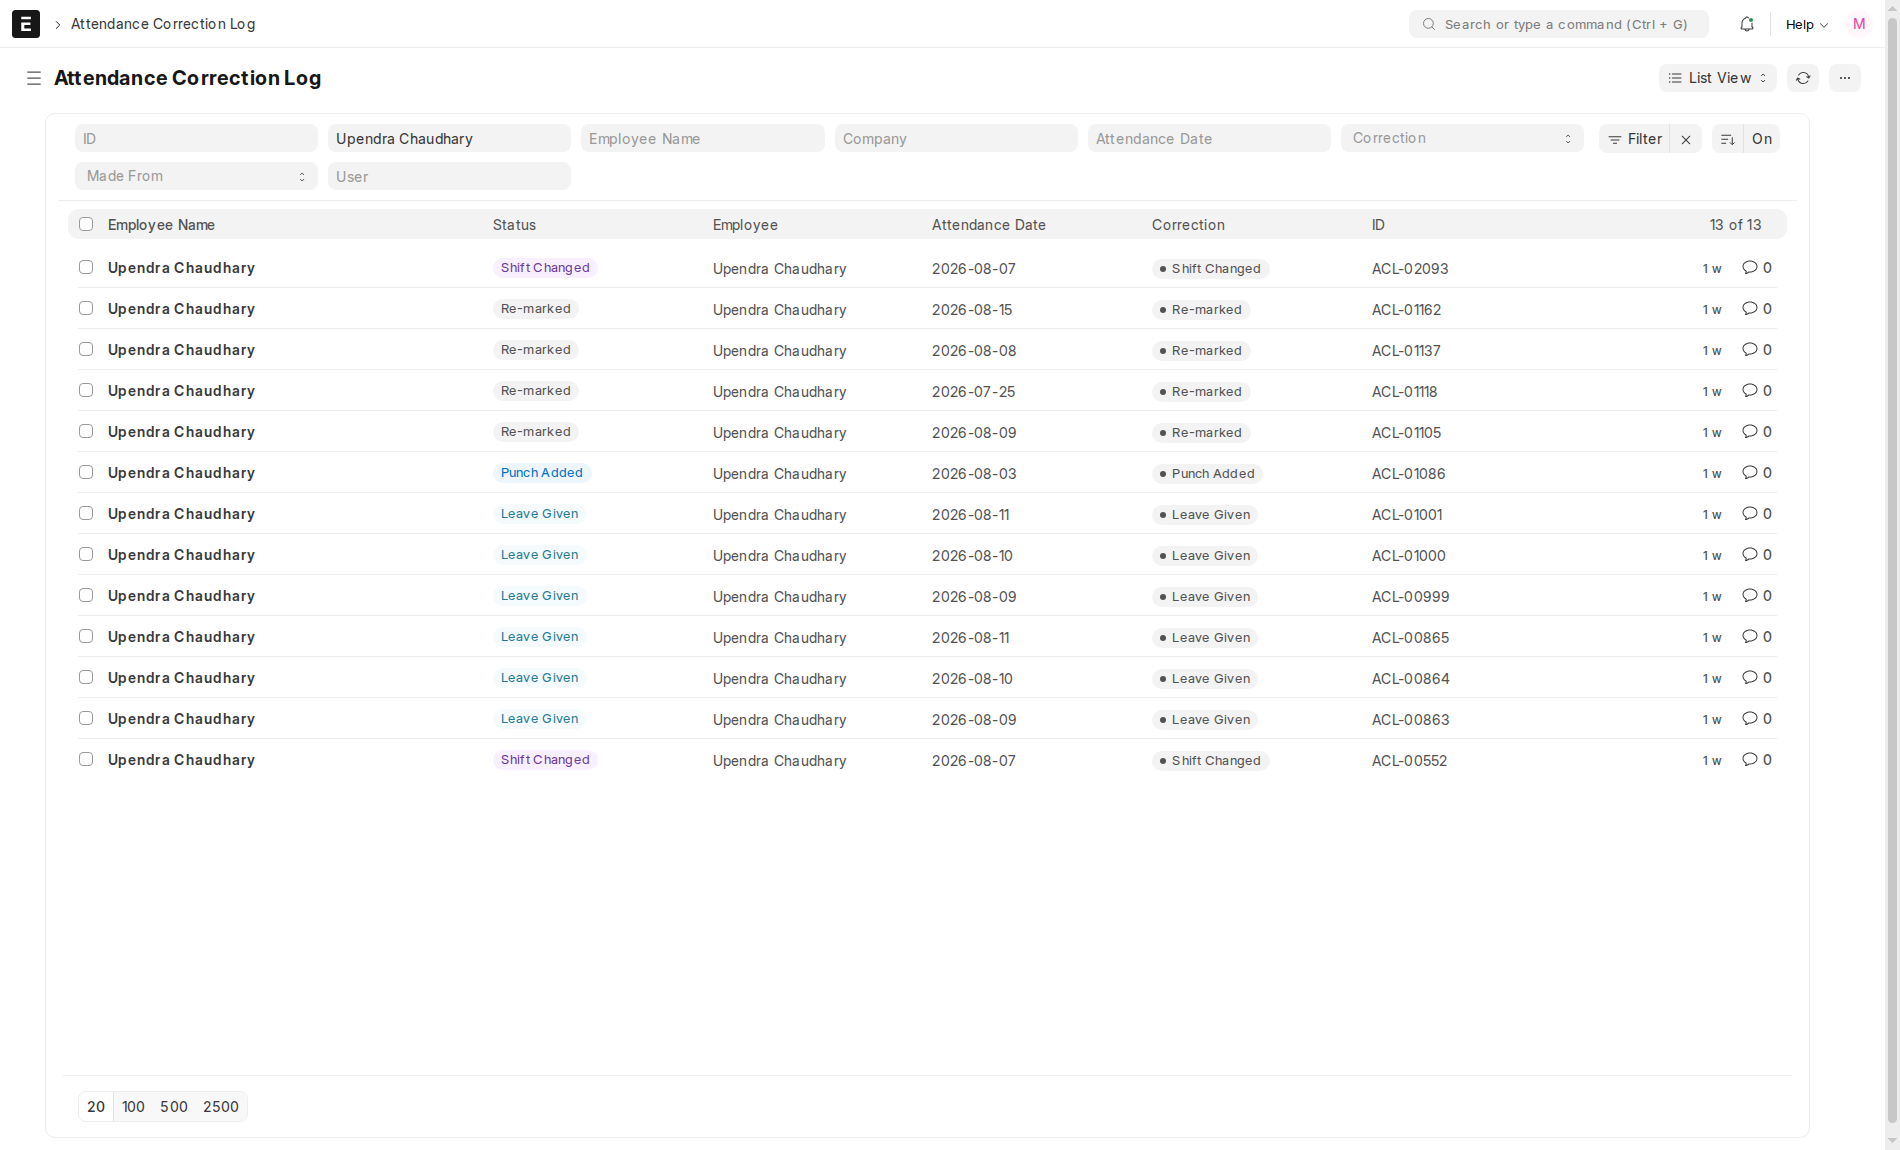 E > Attendance Correction Log Search or type a command (Ctrl + G) Help M
Attendance Correction Log List View ...
ID Upendra Chaudhary Employee Name Company Attendance Date Correction Filter On
Made From User
Employee Name Status Employee Attendance Date Correction ID 13 of 13
Upendra Chaudhary Shift Changed Upendra Chaudhary 2026-08-07 Shift Changed ACL-02093 1 w 0
Upendra Chaudhary Re-marked Upendra Chaudhary 2026-08-15 Re-marked ACL-01162 1 w 0
Upendra Chaudhary Re-marked Upendra Chaudhary 2026-08-08 Re-marked ACL-01137 1 w 0
Upendra Chaudhary Re-marked Upendra Chaudhary 2026-07-25 Re-marked ACL-01118 1 w 0
Upendra Chaudhary Re-marked Upendra Chaudhary 2026-08-09 Re-marked ACL-01105 1 w 0
Upendra Chaudhary Punch Added Upendra Chaudhary 2026-08-03 Punch Added ACL-01086 1 w 0
Upendra Chaudhary Leave Given Upendra Chaudhary 2026-08-11 Leave Given ACL-01001 1 w 0
Upendra Chaudhary Leave Given Upendra Chaudhary 2026-08-10 Leave Given ACL-01000 1 w 0
Upendra Chaudhary Leave Given Upendra Chaudhary 2026-08-09 Leave Given ACL-00999 1 w 0
Upendra Chaudhary Leave Given Upendra Chaudhary 2026-08-11 Leave Given ACL-00865 1 w 0
Upendra Chaudhary Leave Given Upendra Chaudhary 2026-08-10 Leave Given ACL-00864 1 w 0
Upendra Chaudhary Leave Given Upendra Chaudhary 2026-08-09 Leave Given ACL-00863 1 w 0
Upendra Chaudhary Shift Changed Upendra Chaudhary 2026-08-07 Shift Changed ACL-00552 1 w 0
20 100 500 2500